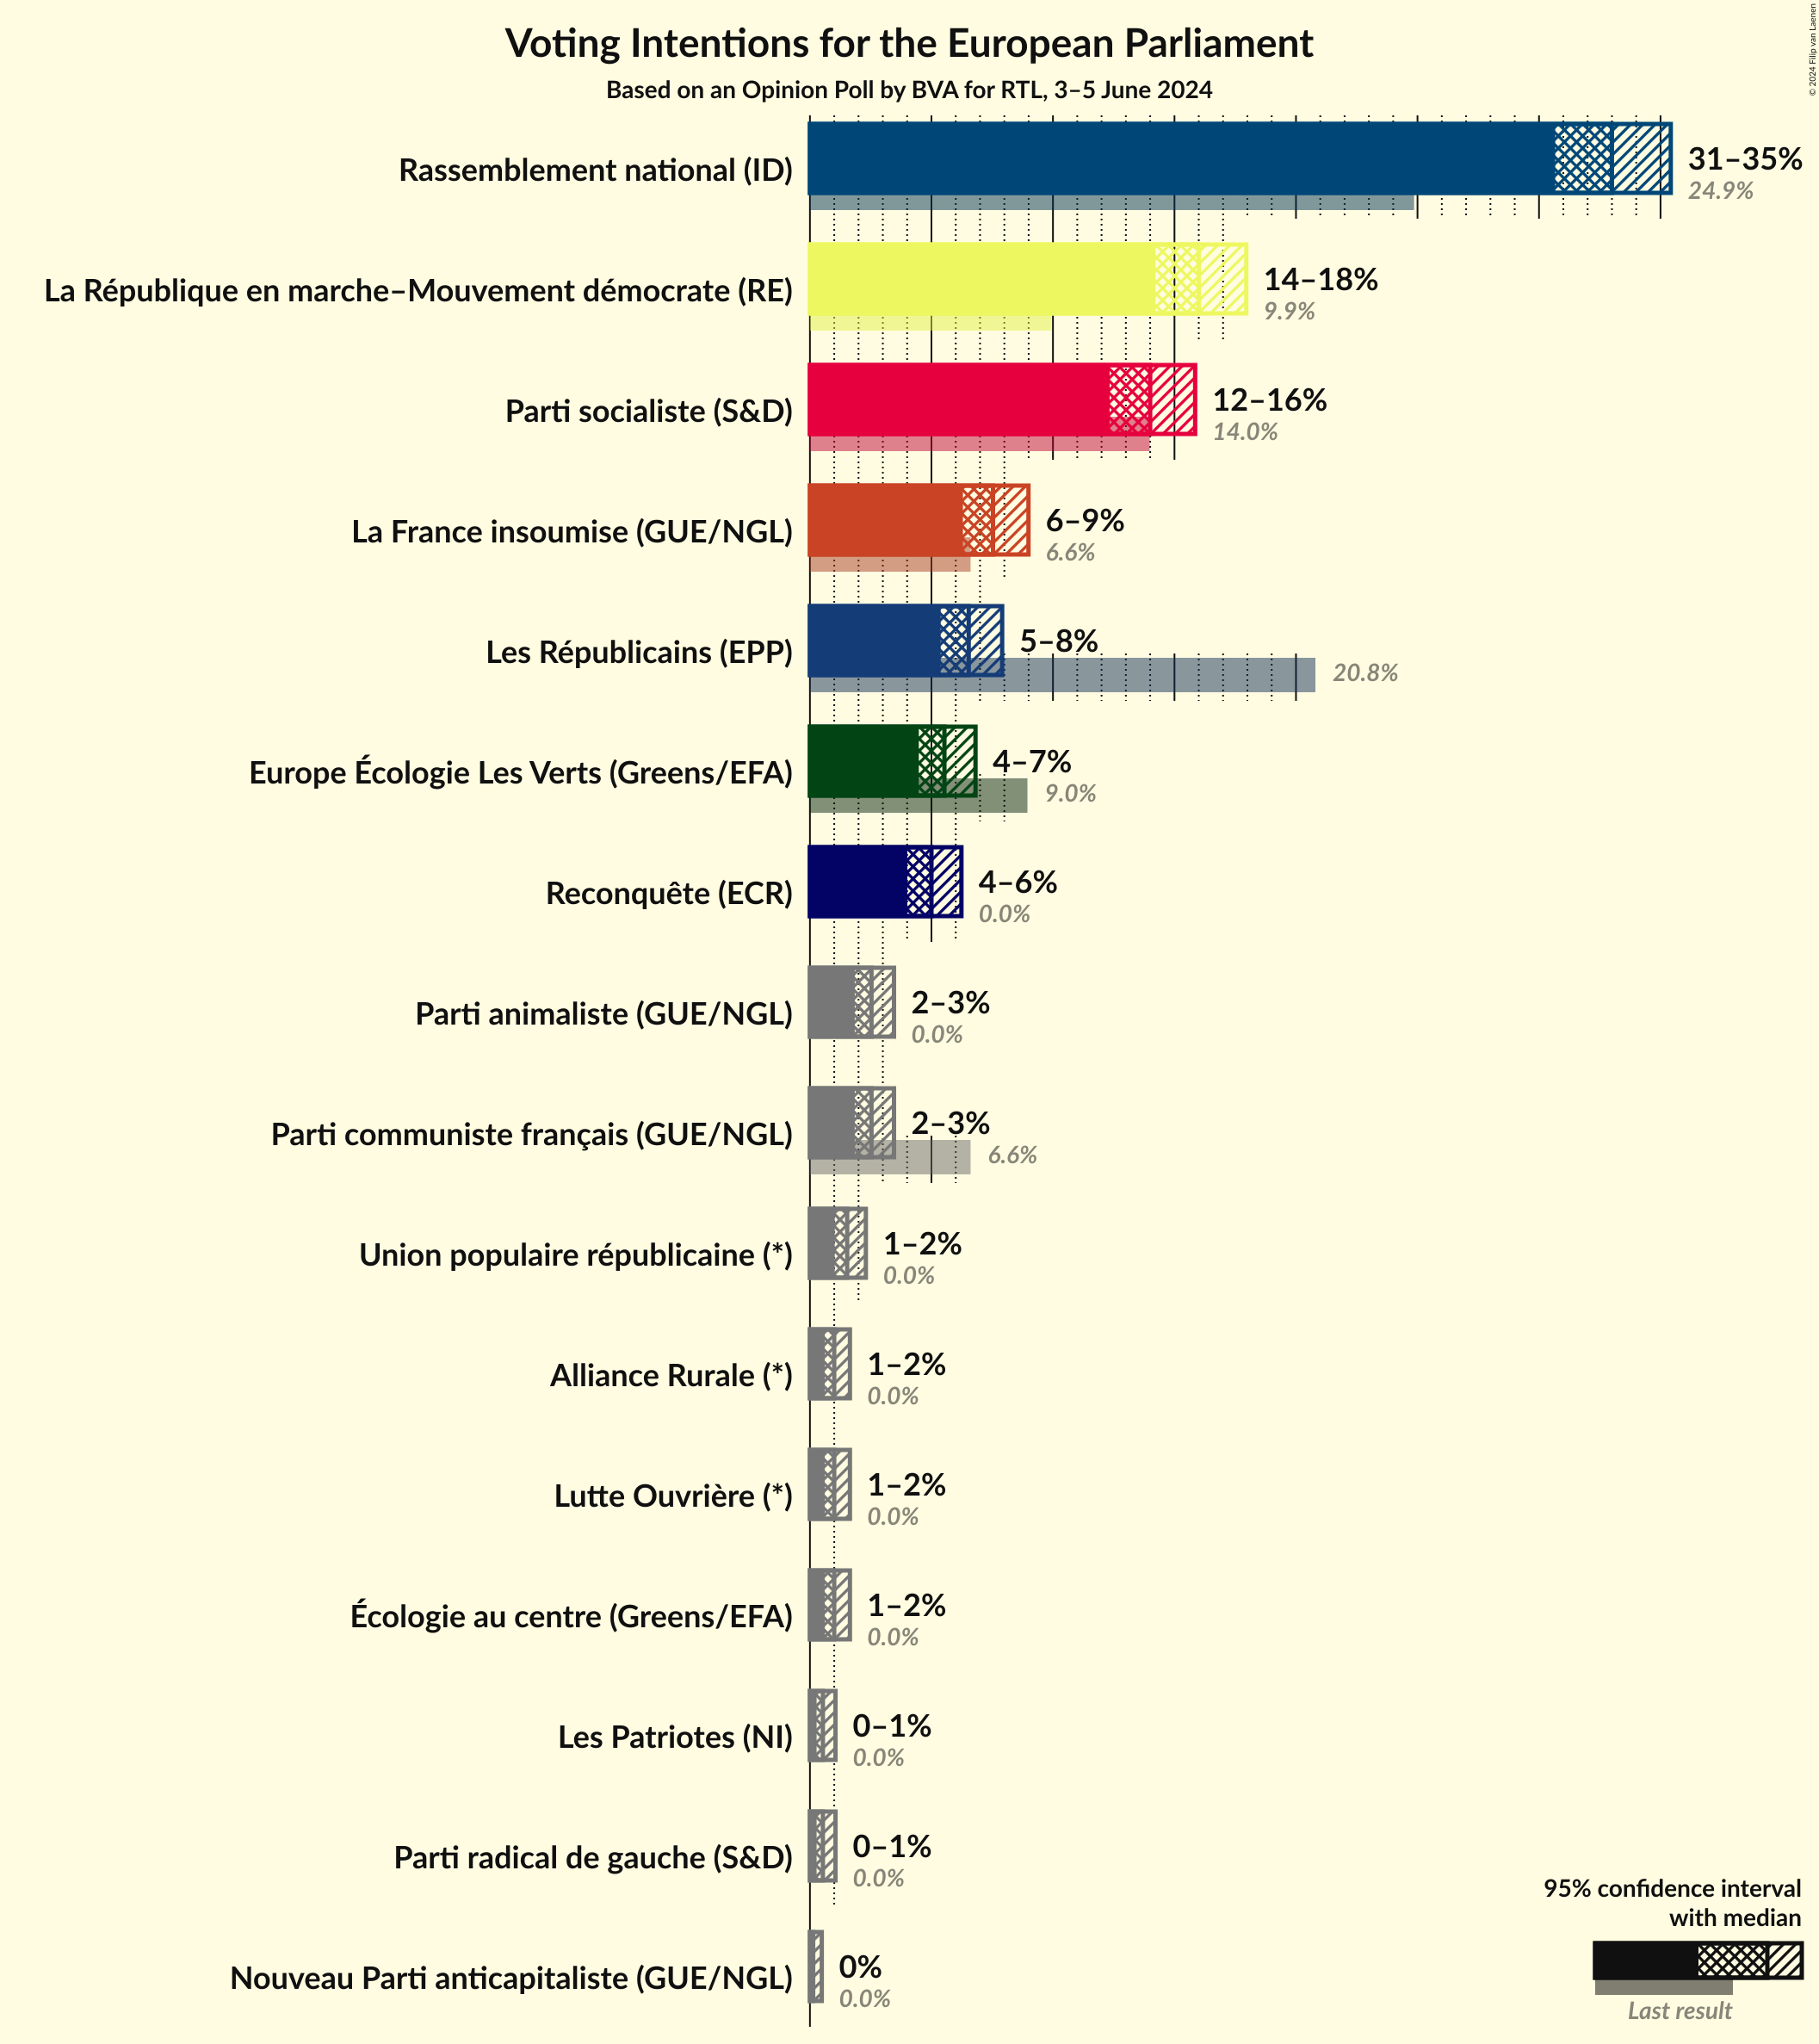 Voting Intentions for the European Parliament
Based on an Opinion Poll by BVA for RTL, 3–5 June 2024
© 2024 Filip van Laenen
Rassemblement national (ID)
31–35%
24.9%
La République en marche–Mouvement démocrate (RE)
14–18%
9.9%
Parti socialiste (S&D)
12–16%
14.0%
La France insoumise (GUE/NGL)
6–9%
6.6%
Les Républicains (EPP)
5–8%
20.8%
Europe Écologie Les Verts (Greens/EFA)
4–7%
9.0%
Reconquête (ECR)
4–6%
0.0%
Parti animaliste (GUE/NGL)
2–3%
0.0%
Parti communiste français (GUE/NGL)
2–3%
6.6%
Union populaire républicaine (*)
1–2%
0.0%
Alliance Rurale (*)
1–2%
0.0%
Lutte Ouvrière (*)
1–2%
0.0%
Écologie au centre (Greens/EFA)
1–2%
0.0%
Les Patriotes (NI)
0–1%
0.0%
Parti radical de gauche (S&D)
0–1%
0.0%
Nouveau Parti anticapitaliste (GUE/NGL)
0%
0.0%
95% confidence interval
with median
Last result